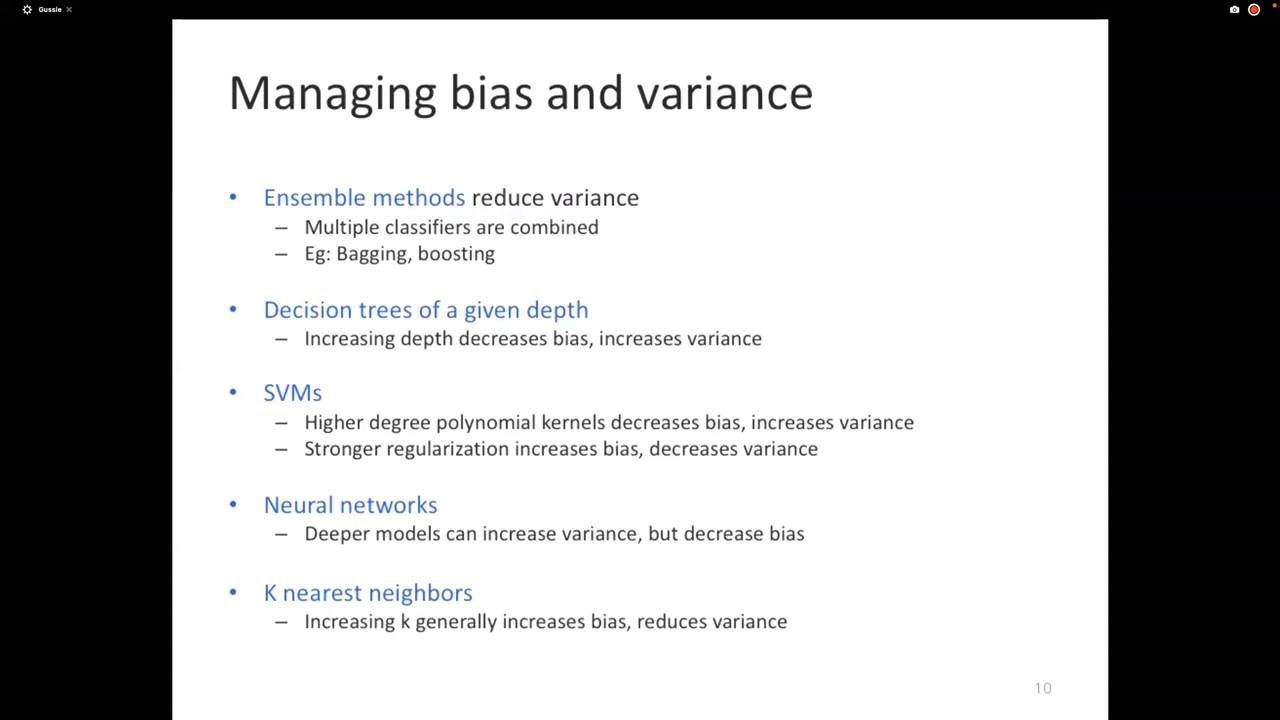 Gussie
Managing bias and variance
• Ensemble methods reduce variance
– Multiple classifiers are combined
– Eg: Bagging, boosting
• Decision trees of a given depth
– Increasing depth decreases bias, increases variance
• SVMs
– Higher degree polynomial kernels decreases bias, increases variance
– Stronger regularization increases bias, decreases variance
• Neural networks
– Deeper models can increase variance, but decrease bias
• K nearest neighbors
– Increasing k generally increases bias, reduces variance
10